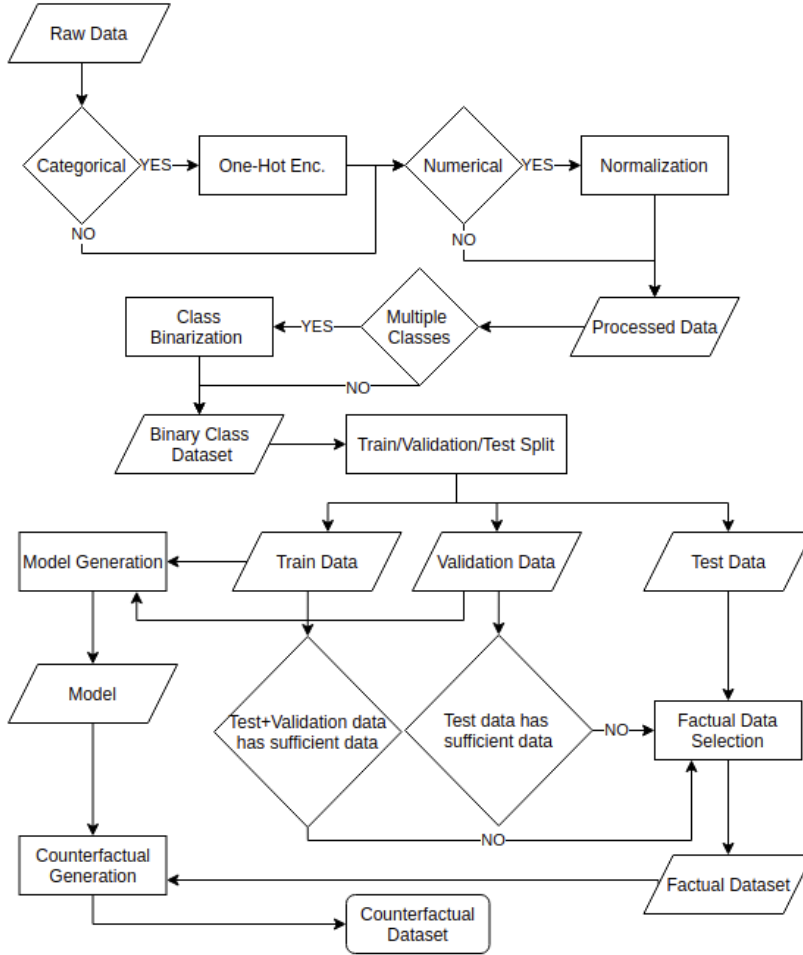 Raw Data
Categorical
YES
One-Hot Enc.
Numerical
YES
Normalization
NO
NO
Class
Binarization
YES
Multiple
Classes
Processed Data
NO
Binary Class
Dataset
Train/Validation/Test Split
Model Generation
Train Data
Validation Data
Test Data
Model
Test+Validation data
has sufficient data
Test data has
sufficient data
NO
Factual Data
Selection
NO
Counterfactual
Generation
Factual Dataset
Counterfactual
Dataset